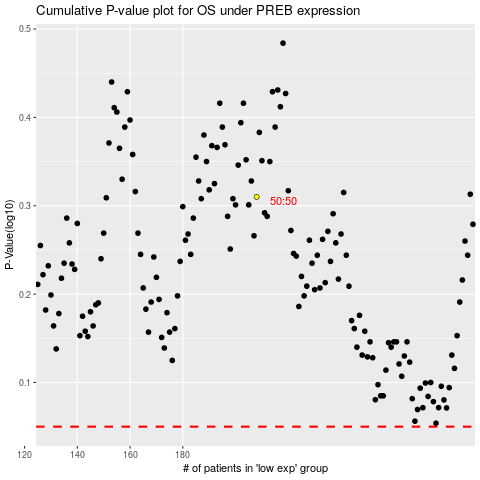 Cumulative P-value plot for OS under PREB expression
P-Value(log10)
0.5
0.4
0.3
0.2
0.1
50:50
120 140 160 180
# of patients in 'low exp' group